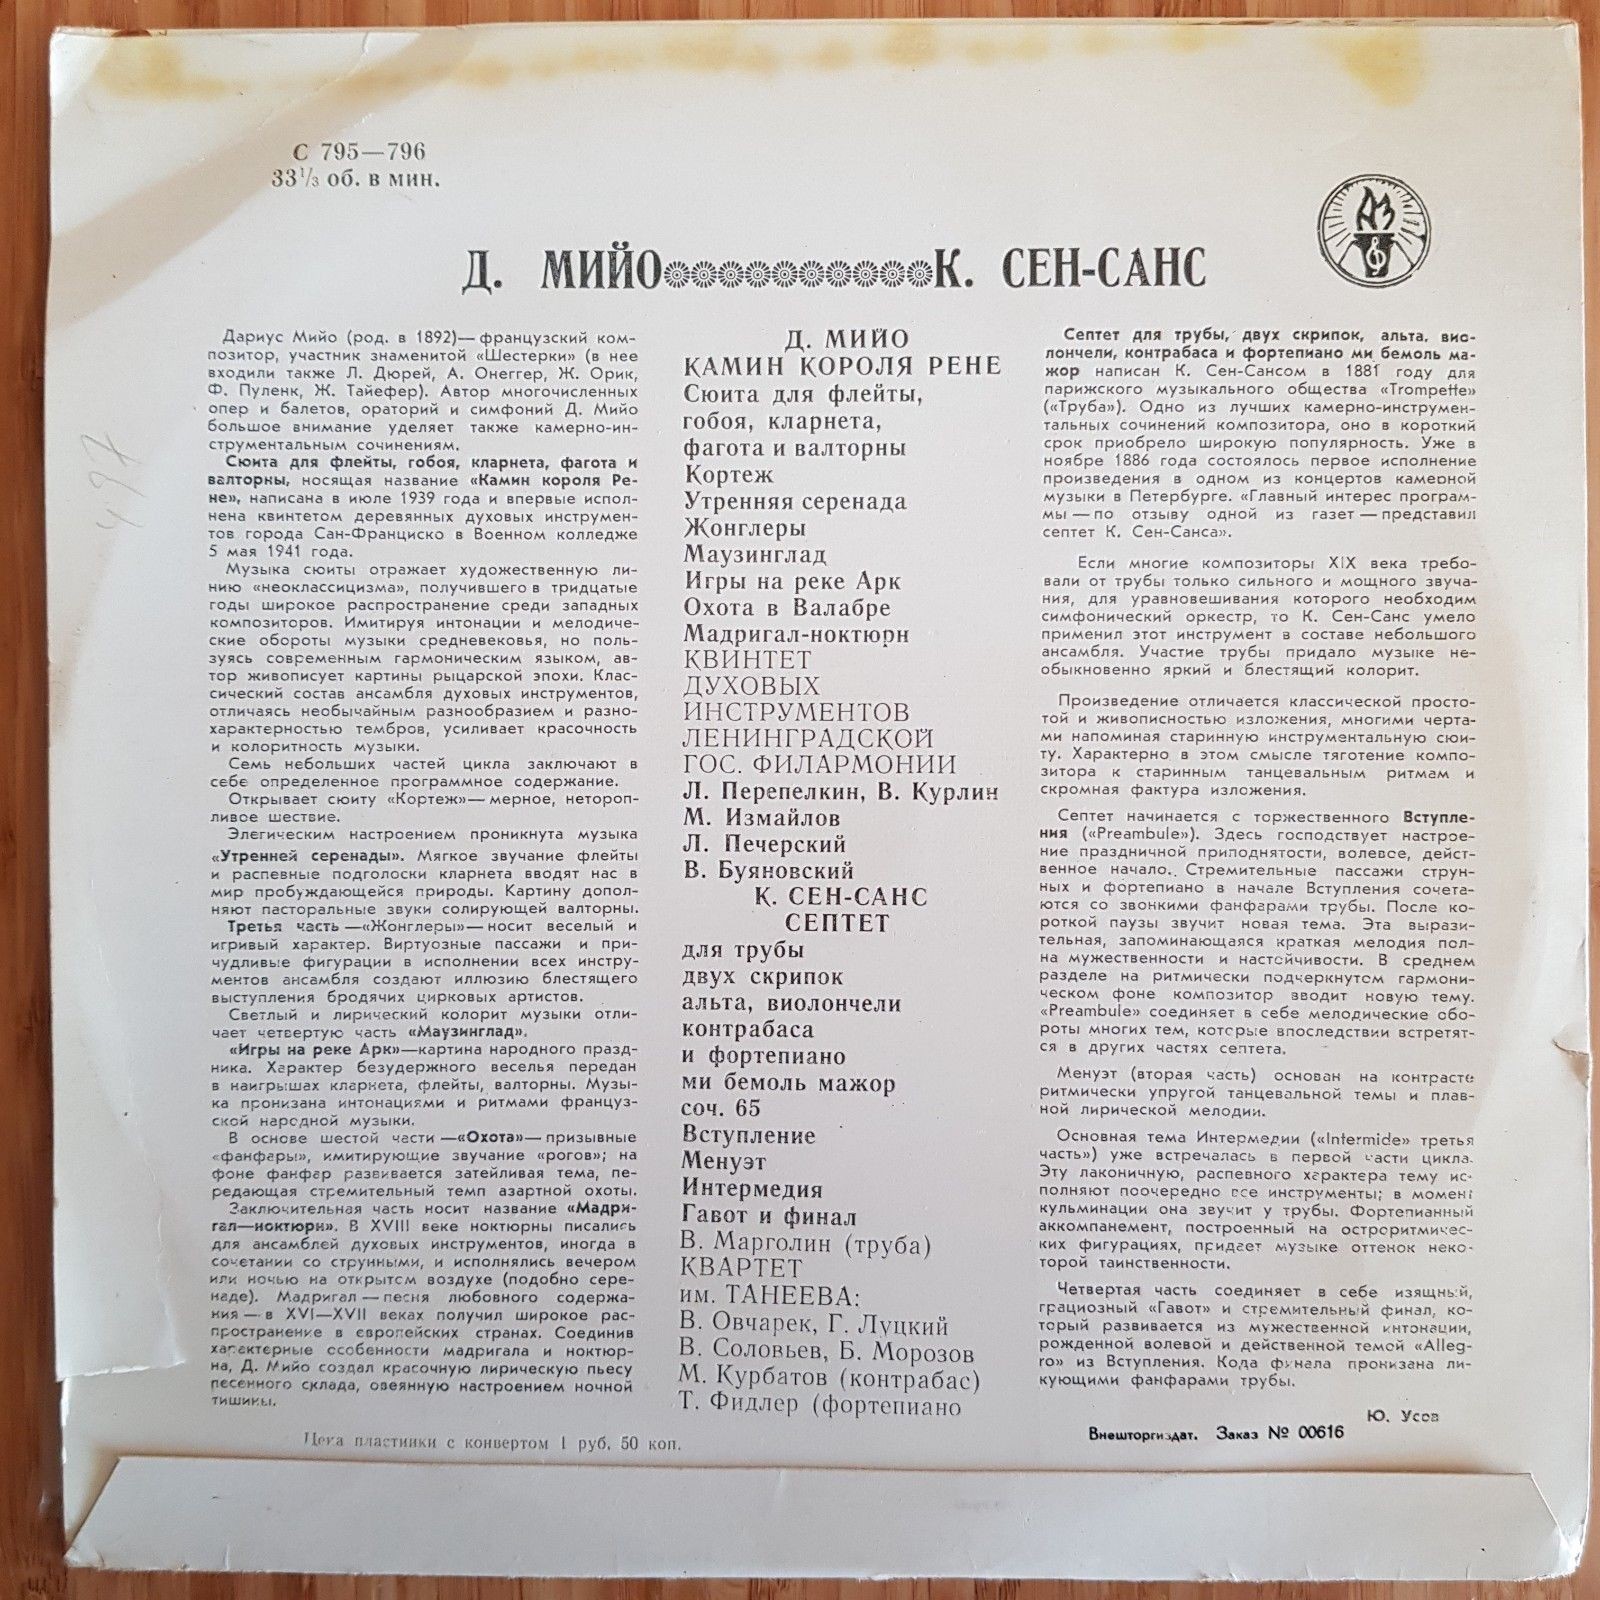 С 795—796
33⅓ об. в мин.
Д. МИЙО К. СЕН-САНС
Дариус Мийо (род. в 1892)— французский ком-
позитор, участник знаменитой «Шестерки» (в нее
входили также Л. Дюрей, А. Онеггер, Ж. Орик,
Ф. Пуленк, Ж. Тайефер). Автор многочисленных
опер и балетов, ораторий и симфоний Д. Мийо
большое внимание уделяет также камерно-ин-
струментальным сочинениям.
Сюита для флейты, гобоя, кларнета, фагота и
валторны, носящая название «Камин короля Ре-
не», написана в июле 1939 года и впервые испол-
нена квинтетом деревянных духовых инструмен-
тов города Сан-Франциско в Военном колледже
5 мая 1941 года.
Музыка сюиты отражает художественную ли-
нию «неоклассицизма», получившего в тридцатые
годы широкое распространение среди западных
композиторов. Имитируя интонации и мелодиче-
ские обороты музыки средневековья, но поль-
зуясь современным гармоническим языком, ав-
тор живописует картины рыцарской эпохи. Клас-
сический состав ансамбля духовых инструментов,
отличаясь необычайным разнообразием и разно-
характерностью тембров, усиливает красочность
и колоритность музыки.
Семь небольших частей цикла заключают в
себе определенное программное содержание.
Открывает сюиту «Кортеж»— мерное, нетороп-
ливое шествие.
Элегическим настроением проникнута музыка
«Утренней серенады». Мягкое звучание флейты
и распевные подголоски кларнета вводят нас в
мир пробуждающейся природы. Картину допол-
няют пасторальные звуки солирующей валторны.
Третья часть —«Жонглеры»— носит веселый и
игривый характер. Виртуозные пассажи и при-
чудливые фигурации в исполнении всех инстру-
ментов ансамбля создают иллюзию блестящего
выступления бродячих цирковых артистов.
Светлый и лирический колорит музыки отли-
чает четвертую часть «Маузинглад».
«Игры на реке Арк»—картина народного празд-
ника. Характер безудержного веселья передан
в наигрышах кларнета, флейты, валторны. Музы-
ка пронизана интонациями и ритмами француз-
ской народной музыки.
В основе шестой части —«Охота»— призывные
«фанфары», имитирующие звучание «рогов»; на
фоне фанфар развивается затейливая тема, пе-
редающая стремительный темп азартной охоты.
Заключительная часть носит название «Мадри-
гал—ноктюрн». В XVIII веке ноктюрны писались
для ансамблей духовых инструментов, иногда в
сочетании со струнными, и исполнялись вечером
или ночью на открытом воздухе (подобно сере-
наде). Мадригал — песня любовного содержа-
ния — в XVI—XVII веках получил широкое рас-
пространение в европейских странах. Соединив
характерные особенности мадригала и ноктюр-
на, Д. Мийо создал красочную лирическую пьесу
песенного склада, овеянную настроением ночной
тишины.
Д. МИЙО
КАМИН КОРОЛЯ РЕНЕ
Сюита для флейты,
гобоя, кларнета,
фагота и валторны
Кортеж
Утренняя серенада
Жонглеры
Маузинглад
Игры на реке Арк
Охота в Валабре
Мадригал-ноктюрн
КВИНТЕТ
ДУХОВЫХ
ИНСТРУМЕНТОВ
ЛЕНИНГРАДСКОЙ
ГОС. ФИЛАРМОНИИ
Л. Перепелкин, В. Курлин
М. Измайлов
Л. Печерский
В. Буяновский
К. СЕН-САНС
СЕПТЕТ
для трубы
двух скрипок
альта, виолончели
контрабаса
и фортепиано
ми бемоль мажор
соч. 65
Вступление
Менуэт
Интермедия
Гавот и финал
В. Марголин (труба)
КВАРТЕТ
им. ТАНЕЕВА:
В. Овчарек, Г. Луцкий
В. Соловьев, Б. Морозов
М. Курбатов (контрабас)
Т. Фидлер (фортепиано
Септет для трубы, двух скрипок, альта, вио-
лончели, контрабаса и фортепиано ми бемоль ма-
жор написан К. Сен-Сансом в 1881 году для
парижского музыкального общества «Trompette»
(«Труба»). Одно из лучших камерно-инструмен-
тальных сочинений композитора, оно в короткий
срок приобрело широкую популярность. Уже в
ноябре 1886 года состоялось первое исполнение
произведения в одном из концертов камерной
музыки в Петербурге. «Главный интерес програм-
мы — по отзыву одной из газет — представил
септет К. Сен-Санса».
Если многие композиторы XIX века требо-
вали от трубы только сильного и мощного звуча-
ния, для уравновешивания которого необходим
симфонический оркестр, то К. Сен-Санс умело
применил этот инструмент в составе небольшого
ансамбля. Участие трубы придало музыке не-
обыкновенно яркий и блестящий колорит.
Произведение отличается классической просто-
той и живописностью изложения, многими черта-
ми напоминая старинную инструментальную сюи-
ту. Характерно в этом смысле тяготение компо-
зитора к старинным танцевальным ритмам и
скромная фактура изложения.
Септет начинается с торжественного Вступле-
ния («Preambule»). Здесь господствует настрое-
ние праздничной приподнятости, волевое, дейст-
венное начало. Стремительные пассажи струн-
ных и фортепиано в начале Вступления сочета-
ются со звонкими фанфарами трубы. После ко-
роткой паузы звучит новая тема. Эта вырази-
тельная, запоминающаяся краткая мелодия пол-
на мужественности и настойчивости. В среднем
разделе на ритмически подчеркнутом гармони-
ческом фоне композитор вводит новую тему.
«Preambule» соединяет в себе мелодические обо-
роты многих тем, которые впоследствии встретят-
ся в других частях септета.
Менуэт (вторая часть) основан на контрасте
ритмически упругой танцевальной темы и плав-
ной лирической мелодии.
Основная тема Интермедии («Intermide» третья
часть») уже встречалась в первой части цикла.
Эту лаконичную, распевного характера тему ис-
полняют поочередно все инструменты; в момент
кульминации она звучит у трубы. Фортепианный
аккомпанемент, построенный на остроритмичес-
ких фигурациях, придает музыке оттенок неко-
торой таинственности.
Четвертая часть соединяет в себе изящный,
грациозный «Гавот» и стремительный финал, ко-
торый развивается из мужественной интонации,
рожденной волевой и действенной темой «Alleg-
ro» из Вступления. Кода финала пронизана ли-
кующими фанфарами трубы.
Ю. Усов
Цена пластинки с конвертом 1 руб. 50 коп.
Внешторгиздат. Заказ № 00616
497